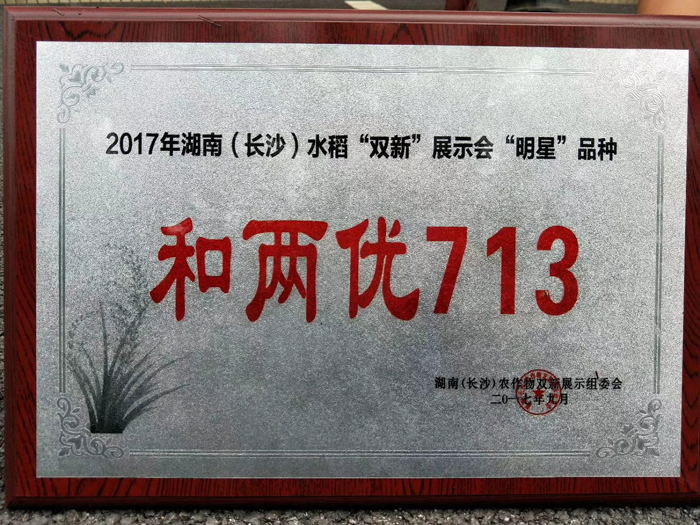 2017年湖南（长沙）水稻“双新”展示会“明星”品种
和两优713
湖南（长沙）农作物双新展示组委会
二〇一七年九月